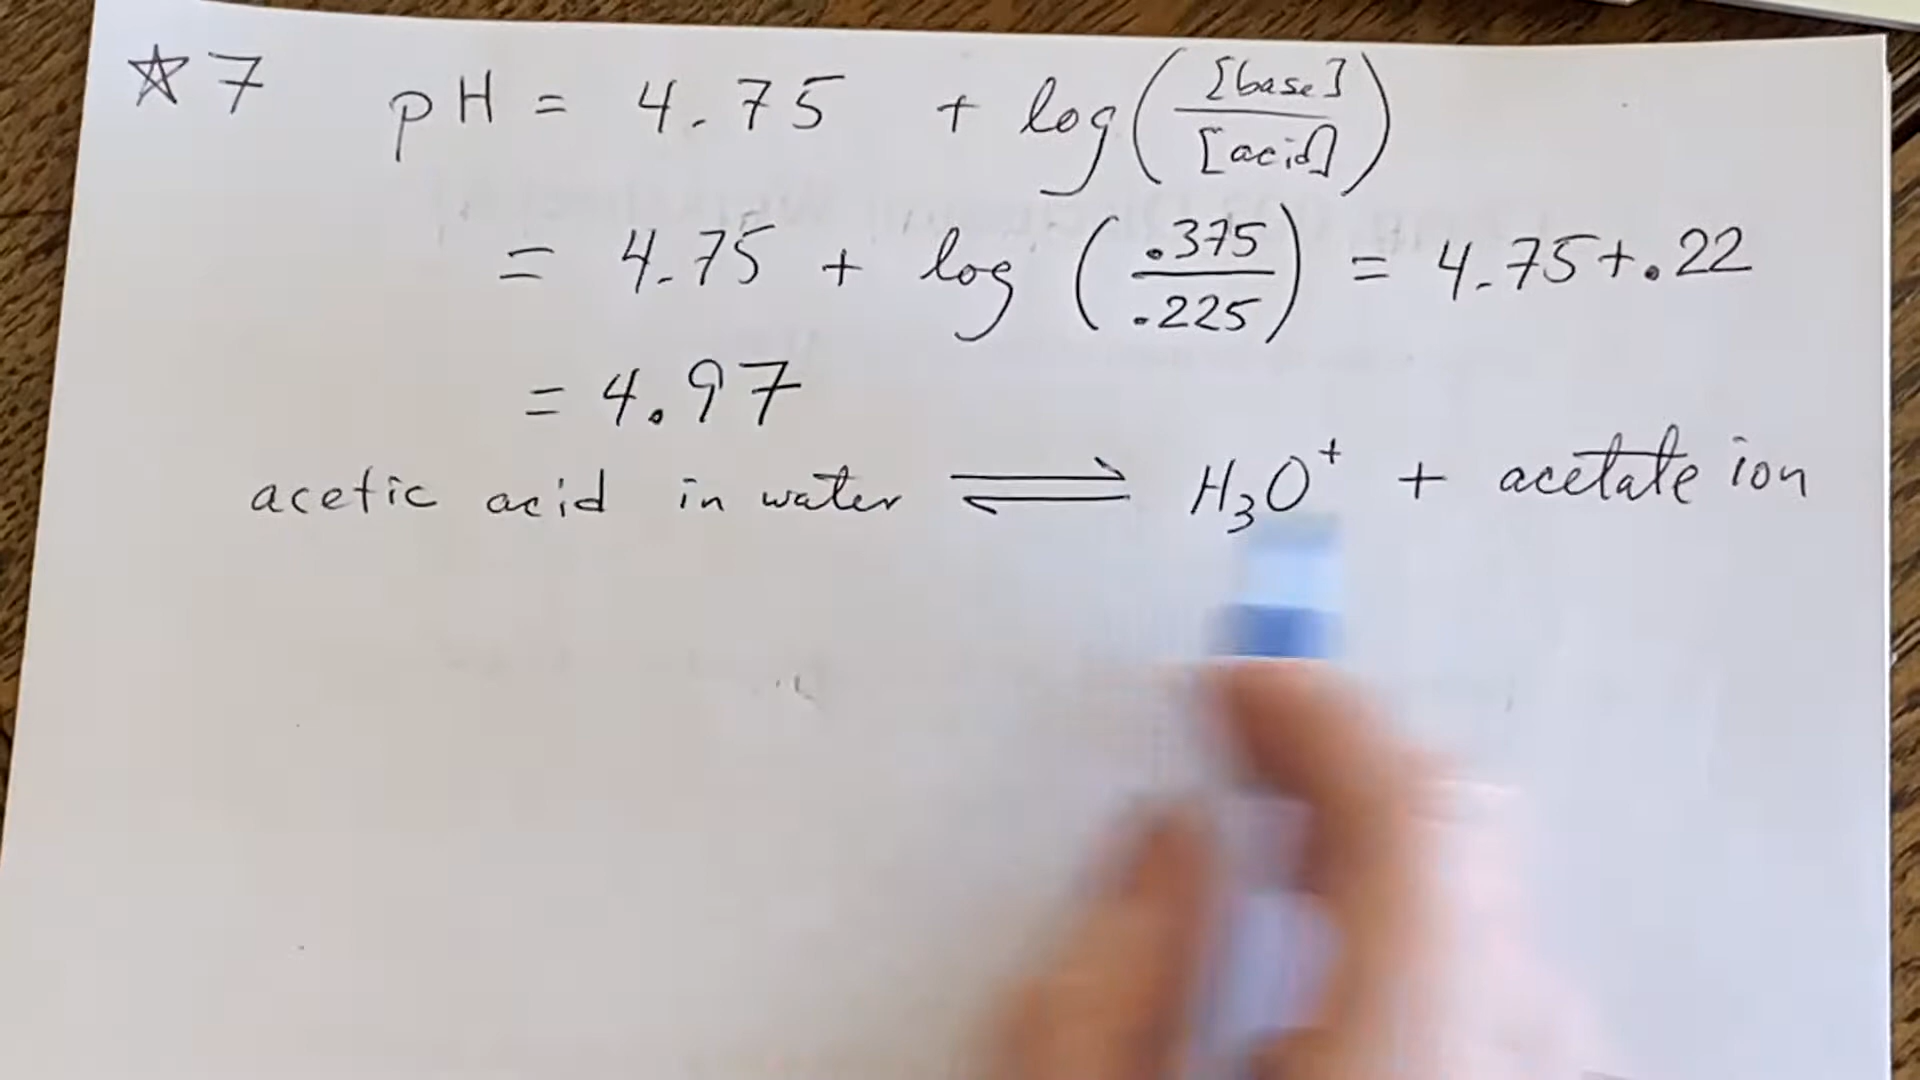 ☆ 7 pH = 4.75 + log([base]/[acid])
= 4.75 + log (.375/.225) = 4.75+.22
= 4.97
acetic acid in water ⇌ H₃O⁺ + acetate ion